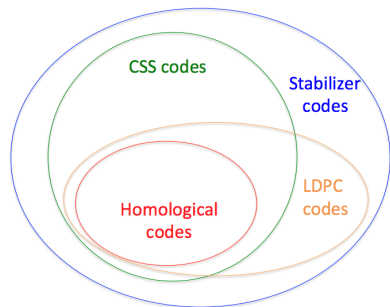 CSS codes
Stabilizer
codes
LDPC
codes
Homological
codes